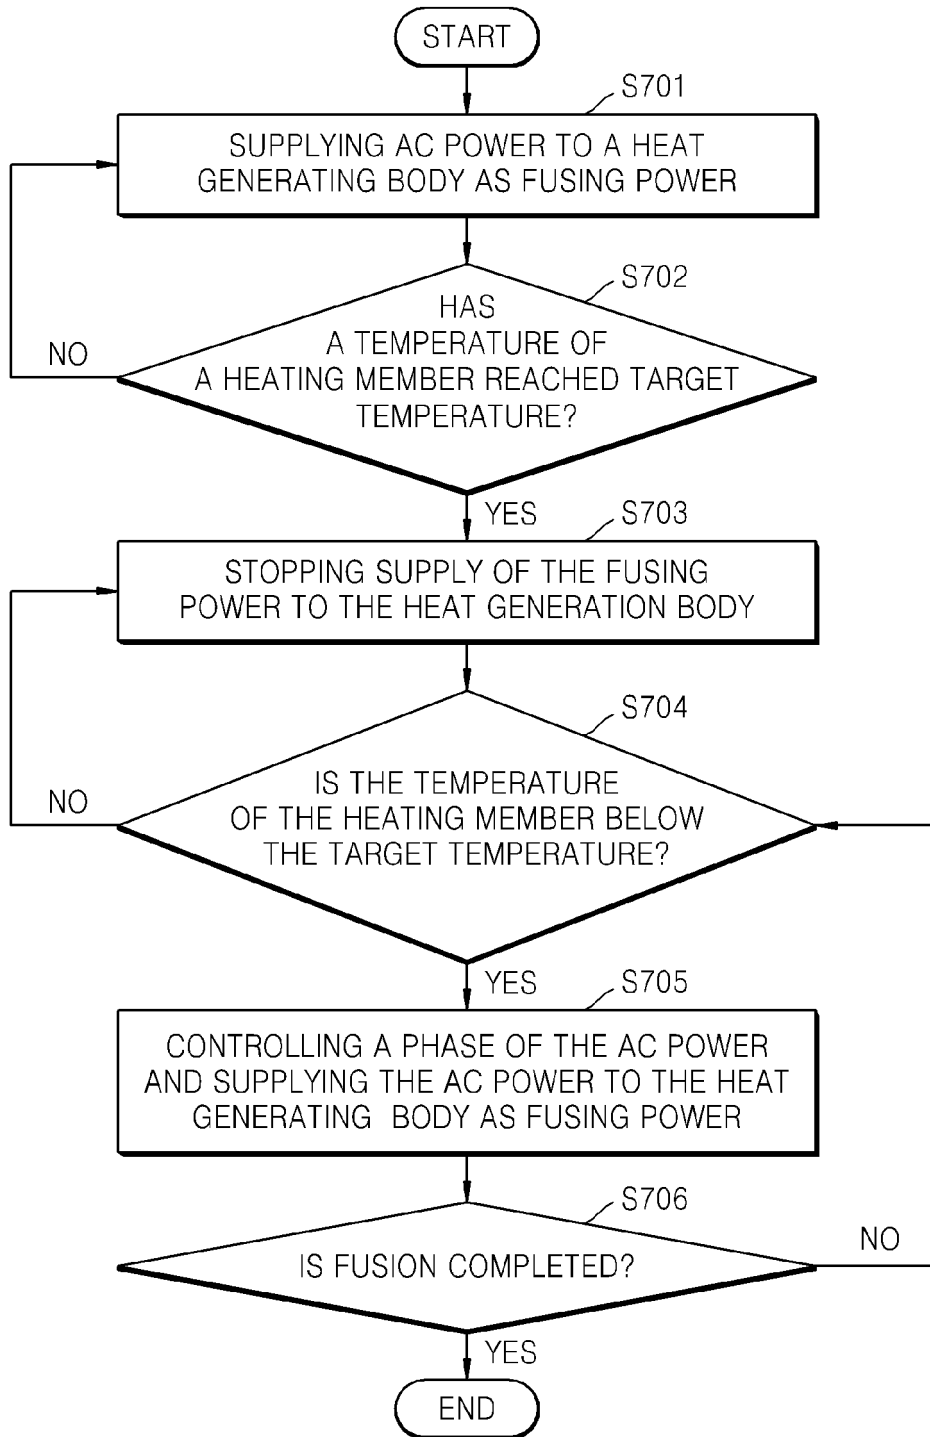 START
S701
SUPPLYING AC POWER TO A HEAT
GENERATING BODY AS FUSING POWER
S702
HAS
A TEMPERATURE OF
A HEATING MEMBER REACHED TARGET
TEMPERATURE?
NO
YES
S703
STOPPING SUPPLY OF THE FUSING
POWER TO THE HEAT GENERATION BODY
S704
IS THE TEMPERATURE
OF THE HEATING MEMBER BELOW
THE TARGET TEMPERATURE?
NO
YES
S705
CONTROLLING A PHASE OF THE AC POWER
AND SUPPLYING THE AC POWER TO THE HEAT
GENERATING BODY AS FUSING POWER
S706
IS FUSION COMPLETED?
NO
YES
END